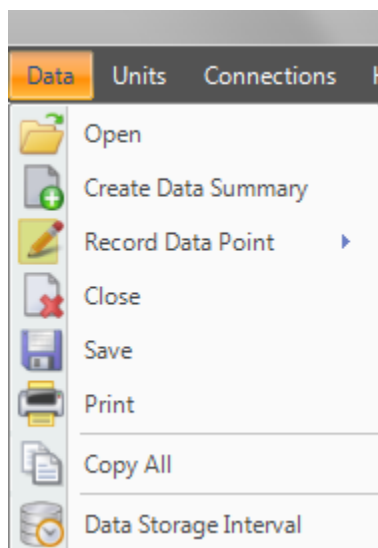 Data Units Connections
Open
Create Data Summary
Record Data Point
Close
Save
Print
Copy All
Data Storage Interval